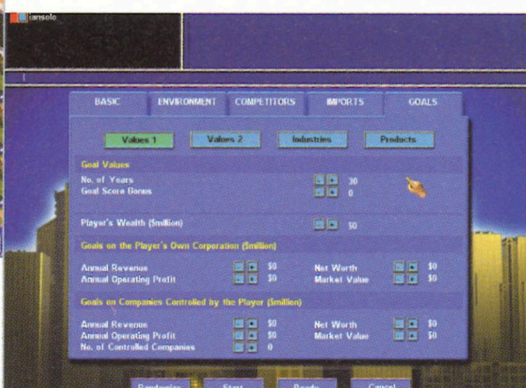 iansolo
BASIC ENVIRONMENT COMPETITORS IMPORTS GOALS
Values 1 Values 2 Industries Products
Goal Values
No. of Years 30
Goal Score Bonus 0
Player's Wealth ($million) $0
Goals on the Player's Own Corporation ($million)
Annual Revenue $0 Net Worth $0
Annual Operating Profit $0 Market Value $0
Goals on Companies Controlled by the Player ($million)
Annual Revenue $0 Net Worth $0
Annual Operating Profit $0 Market Value $0
No. of Controlled Companies 0
Randomize Start Ready Cancel